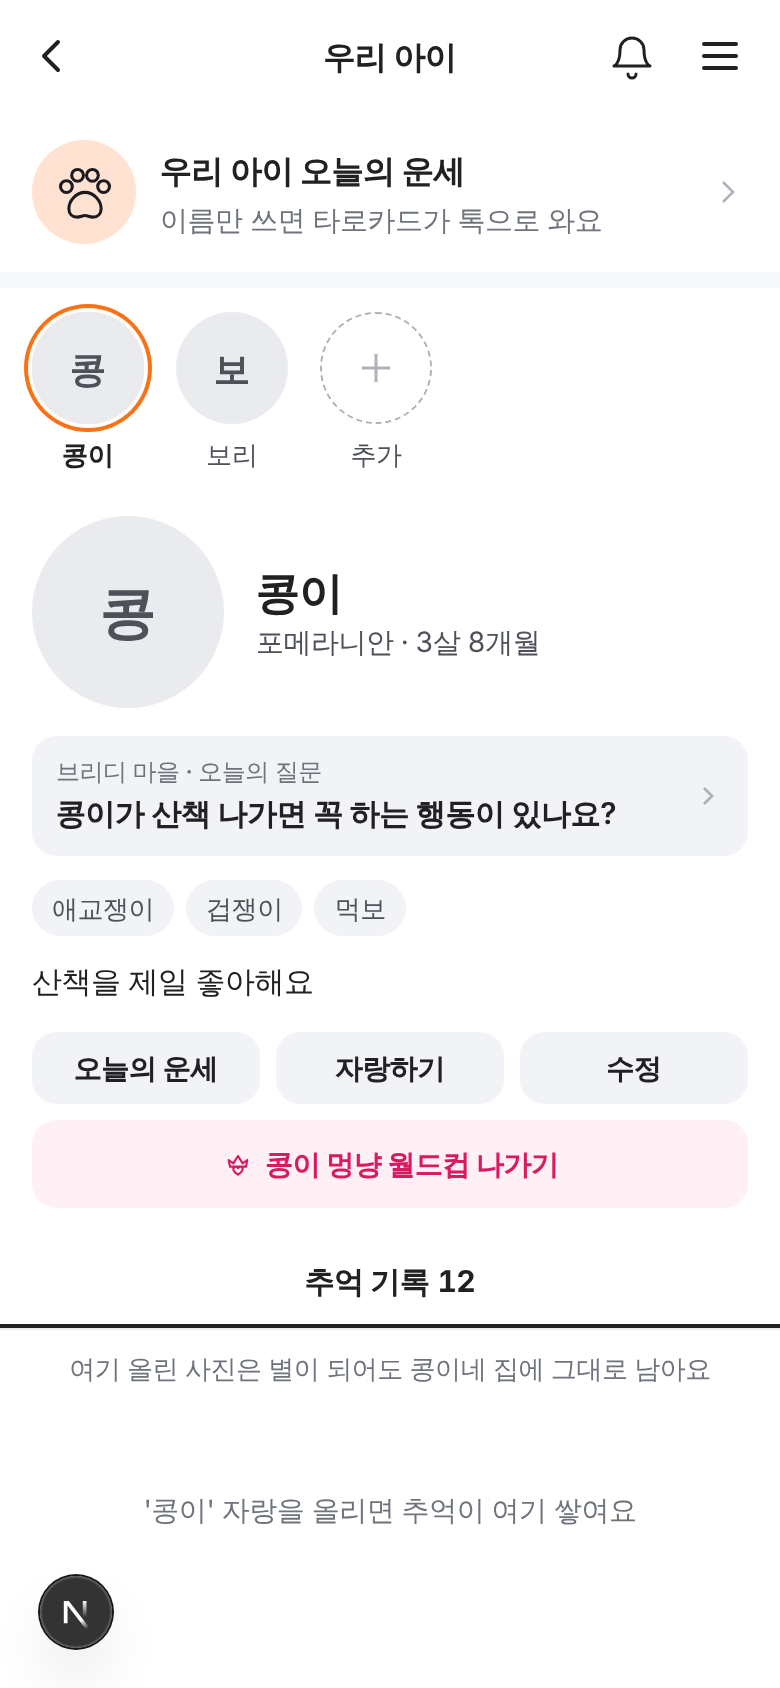 우리 아이
우리 아이 오늘의 운세
이름만 쓰면 타로카드가 톡으로 와요
콩
보
콩이
보리
추가
콩
콩이
포메라니안 · 3살 8개월
브리디 마을 · 오늘의 질문
콩이가 산책 나가면 꼭 하는 행동이 있나요?
애교쟁이
겁쟁이
먹보
산책을 제일 좋아해요
오늘의 운세
자랑하기
수정
콩이 멍냥 월드컵 나가기
추억 기록 12
여기 올린 사진은 별이 되어도 콩이네 집에 그대로 남아요
'콩이' 자랑을 올리면 추억이 여기 쌓여요
N